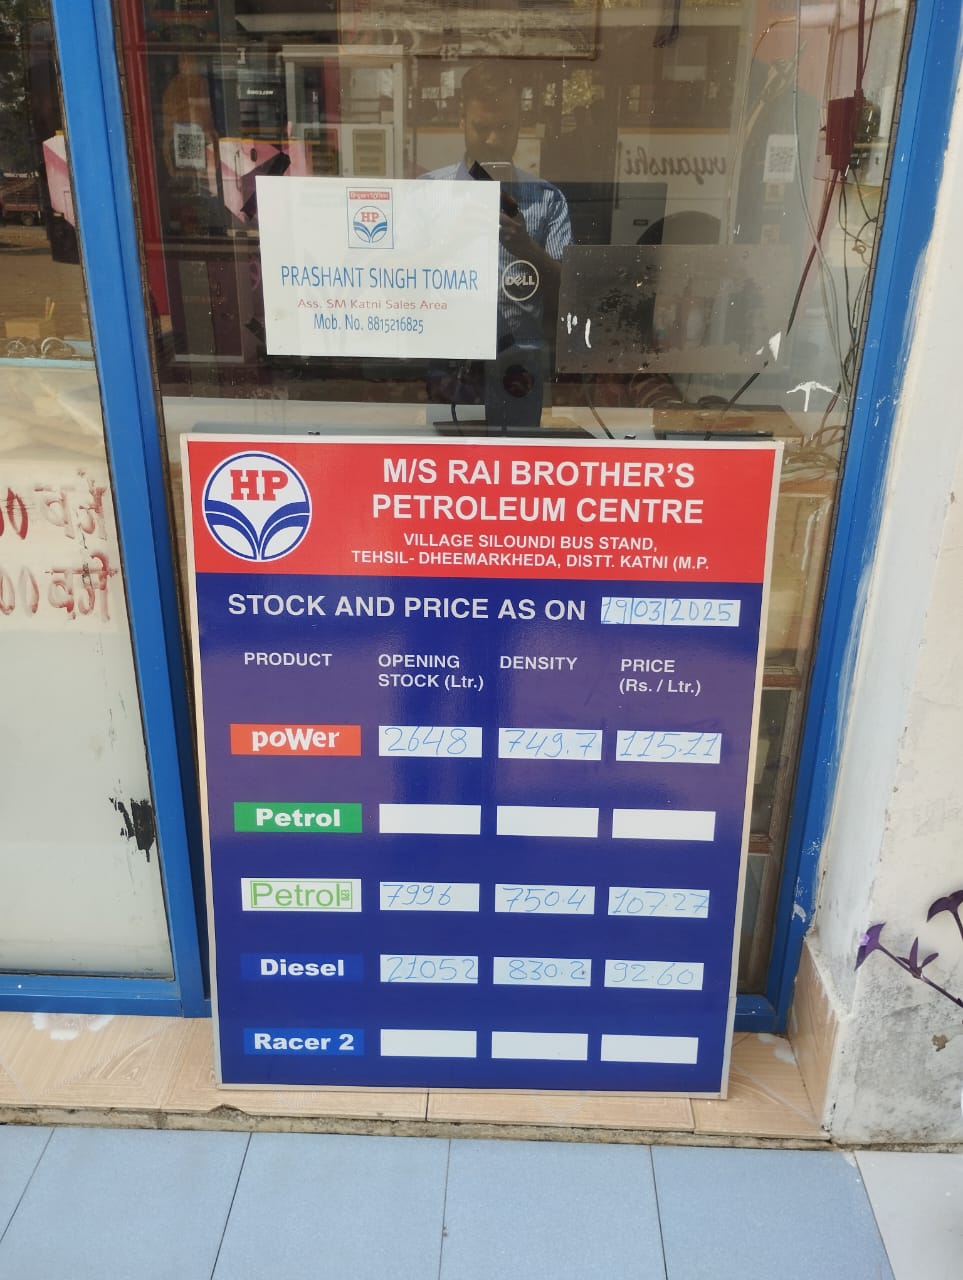 HP
PRASHANT SINGH TOMAR
Ass. SM Katni Sales Area
Mob. No. 8815216825
DELL
HP
M/S RAI BROTHER'S
PETROLEUM CENTRE
VILLAGE SILOUNDI BUS STAND,
TEHSIL- DHEEMARKHEDA, DISTT. KATNI (M.P.
STOCK AND PRICE AS ON 19|03|2025
PRODUCT OPENING STOCK (Ltr.) DENSITY PRICE (Rs. / Ltr.)
poWer 2648 749.7 115.11
Petrol
Petrol 7996 750.4 107.27
Diesel 21052 830.2 92.60
Racer 2